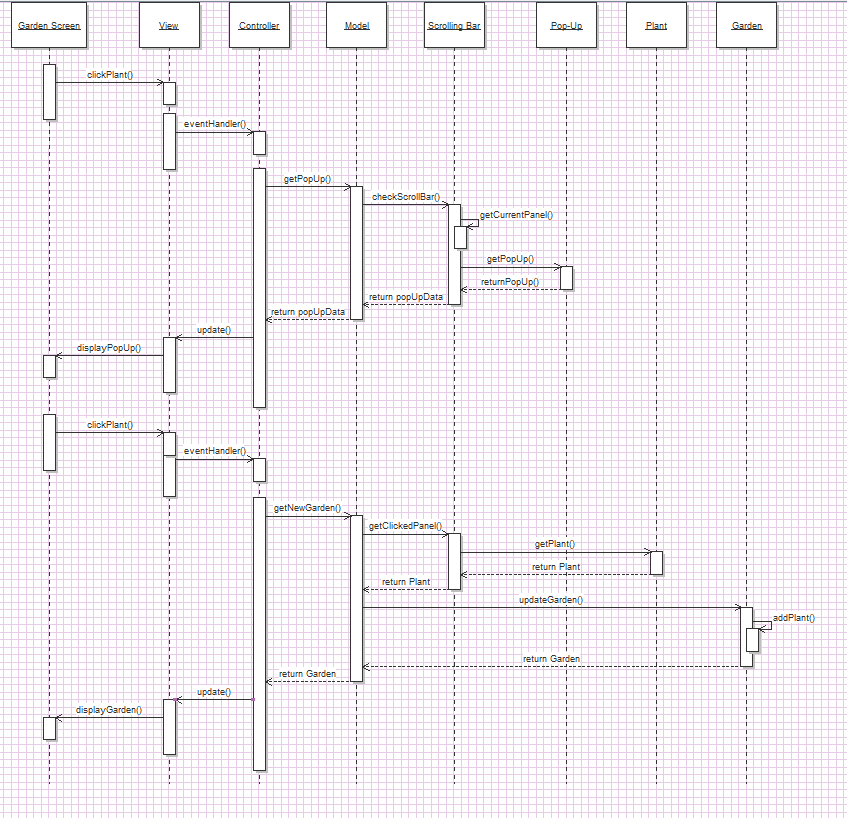 Garden Screen View Controller Model Scrolling Bar Pop-Up Plant Garden
clickPlant()
eventHandler()
getPopUp()
checkScrollBar()
getCurrentPanel()
getPopUp()
returnPopUp()
return popUpData
return popUpData
update()
displayPopUp()
clickPlant()
eventHandler()
getNewGarden()
getClickedPanel()
getPlant()
return Plant
return Plant
updateGarden()
addPlant()
return Garden
return Garden
update()
displayGarden()